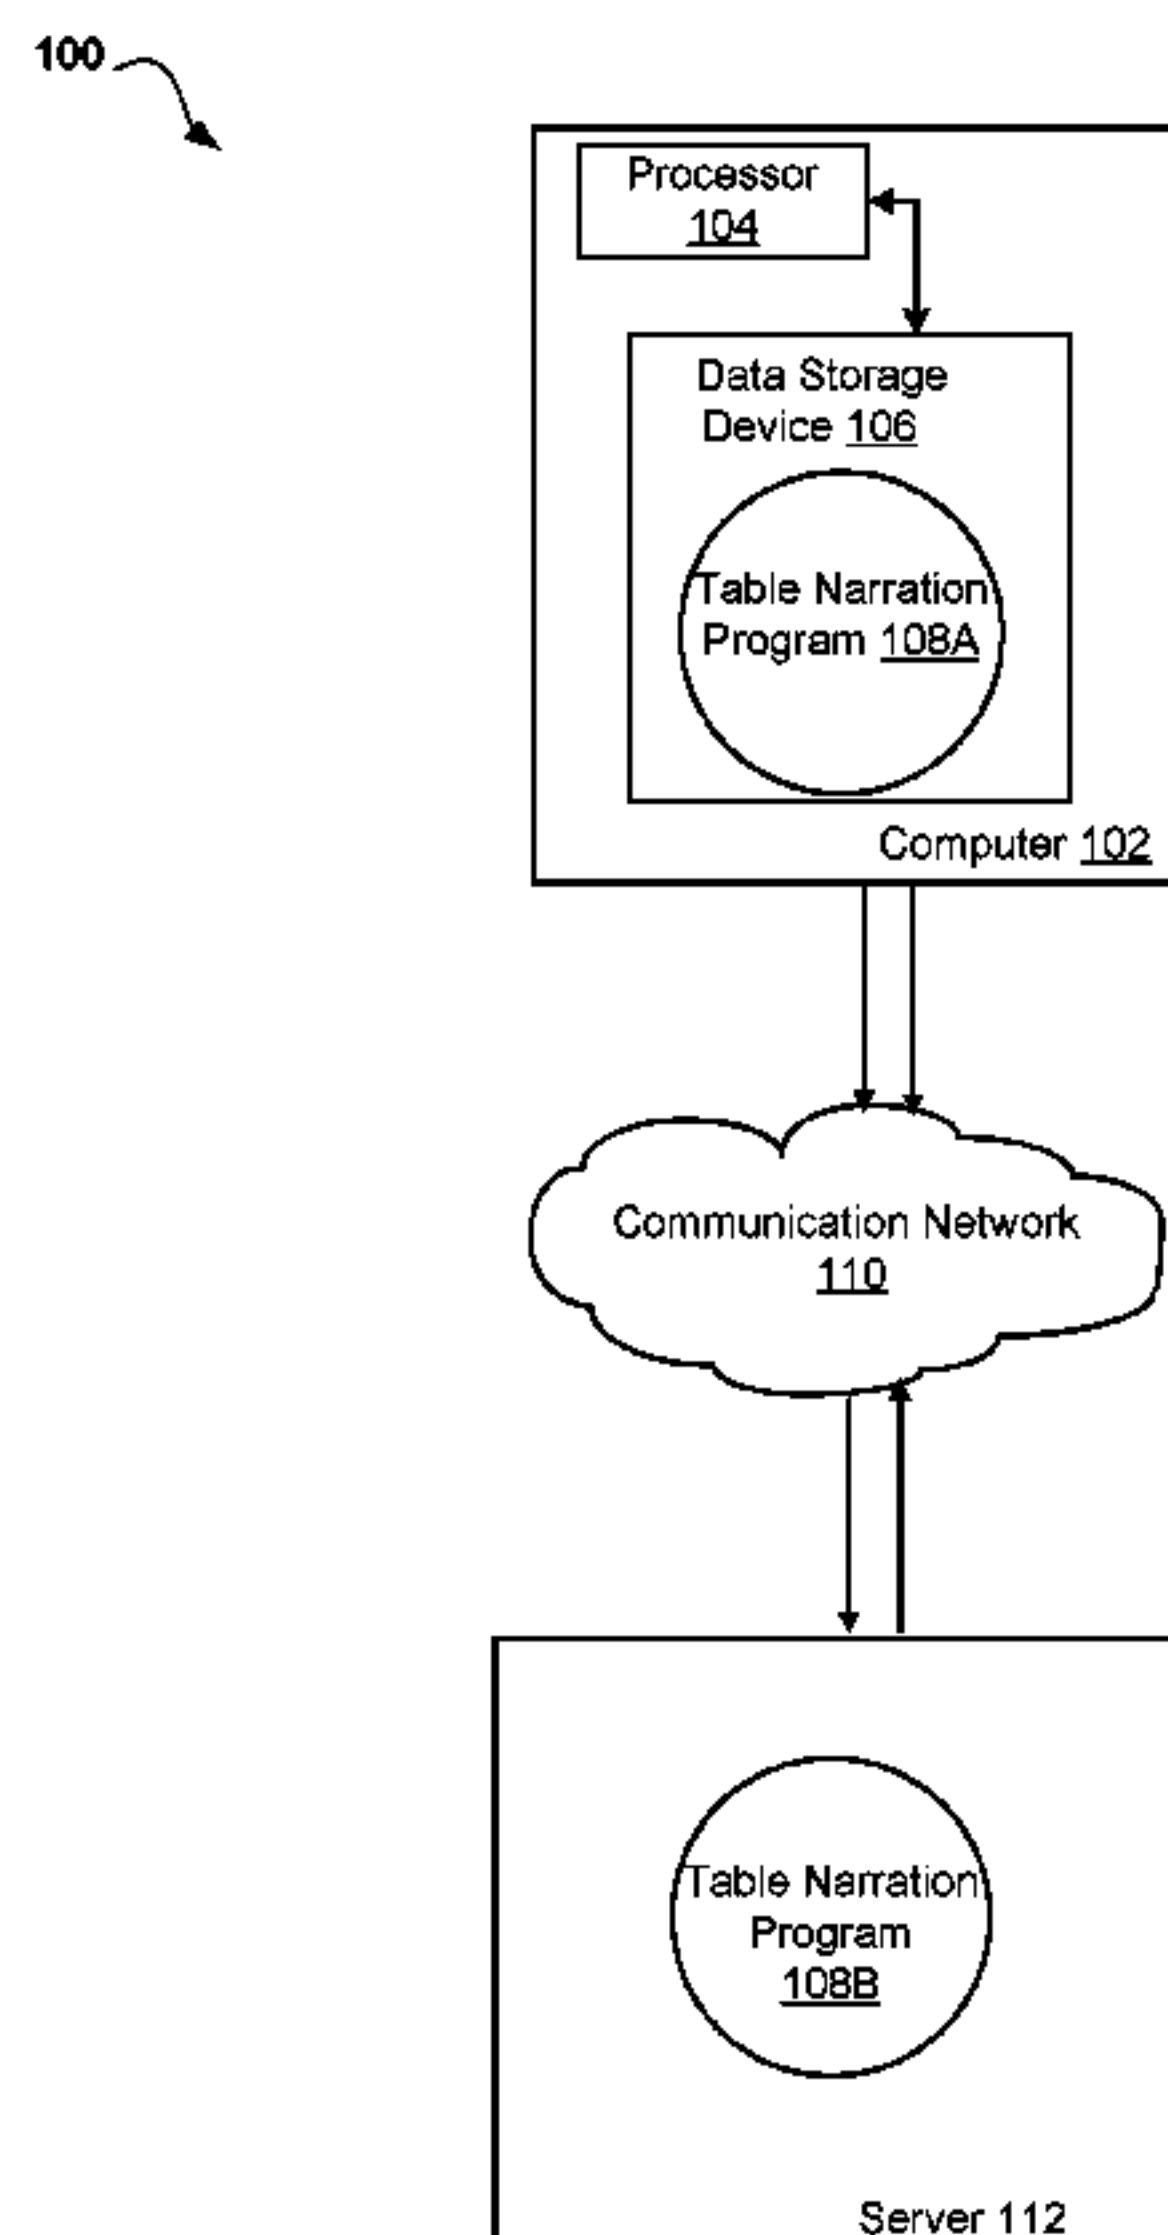 100
Processor
104
Data Storage
Device 106
Table Narration
Program 108A
Computer 102
Communication Network
110
Table Narration
Program
108B
Server 112